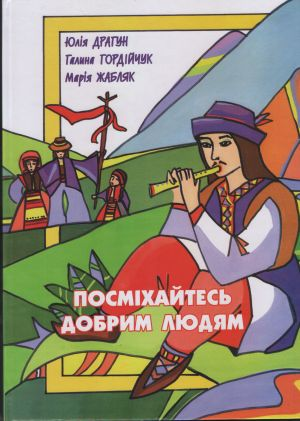 Юлія ДРАГУН
Галина ГОРДІЙЧУК
Марія ЖАБЛЯК
ПОСМІХАЙТЕСЬ
ДОБРИМ ЛЮДЯМ